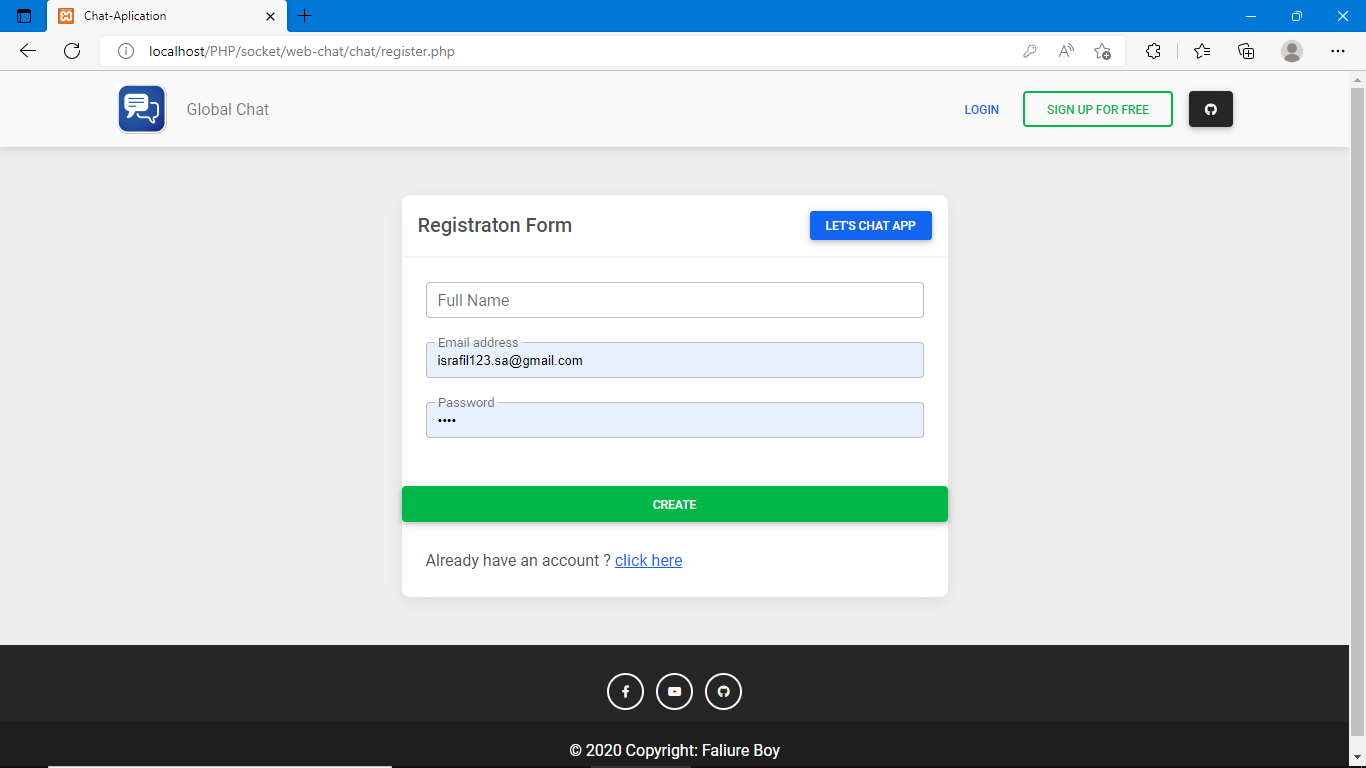 Chat-Aplication
localhost/PHP/socket/web-chat/chat/register.php
Global Chat
LOGIN
SIGN UP FOR FREE
Registraton Form
LET'S CHAT APP
Full Name
Email address
israfil123.sa@gmail.com
Password
••••
CREATE
Already have an account ? click here
© 2020 Copyright: Faliure Boy